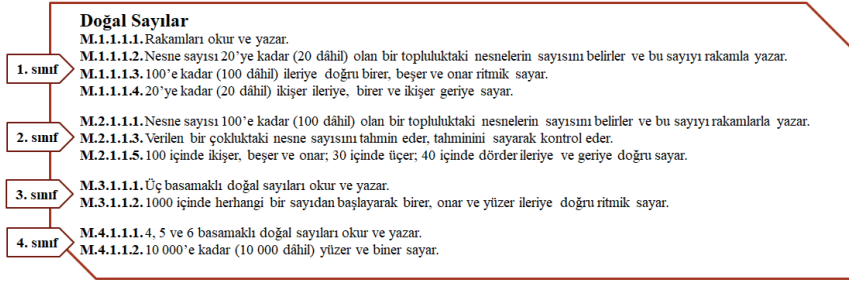 Doğal Sayılar
1. sınıf
M.1.1.1.1. Rakamları okur ve yazar.
M.1.1.1.2. Nesne sayısı 20’ye kadar (20 dâhil) olan bir topluluktaki nesnelerin sayısını belirler ve bu sayıyı rakamla yazar.
M.1.1.1.3. 100’e kadar (100 dâhil) ileriye doğru birer, beşer ve onar ritmik sayar.
M.1.1.1.4. 20’ye kadar (20 dâhil) ikişer ileriye, birer ve ikişer geriye sayar.
2. sınıf
M.2.1.1.1. Nesne sayısı 100’e kadar (100 dâhil) olan bir topluluktaki nesnelerin sayısını belirler ve bu sayıyı rakamlarla yazar.
M.2.1.1.3. Verilen bir çokluktaki nesne sayısını tahmin eder, tahminini sayarak kontrol eder.
M.2.1.1.5. 100 içinde ikişer, beşer ve onar; 30 içinde üçer; 40 içinde dörder ileriye ve geriye doğru sayar.
3. sınıf
M.3.1.1.1. Üç basamaklı doğal sayıları okur ve yazar.
M.3.1.1.2. 1000 içinde herhangi bir sayıdan başlayarak birer, onar ve yüzer ileriye doğru ritmik sayar.
4. sınıf
M.4.1.1.1. 4, 5 ve 6 basamaklı doğal sayıları okur ve yazar.
M.4.1.1.2. 10 000’e kadar (10 000 dâhil) yüzer ve biner sayar.